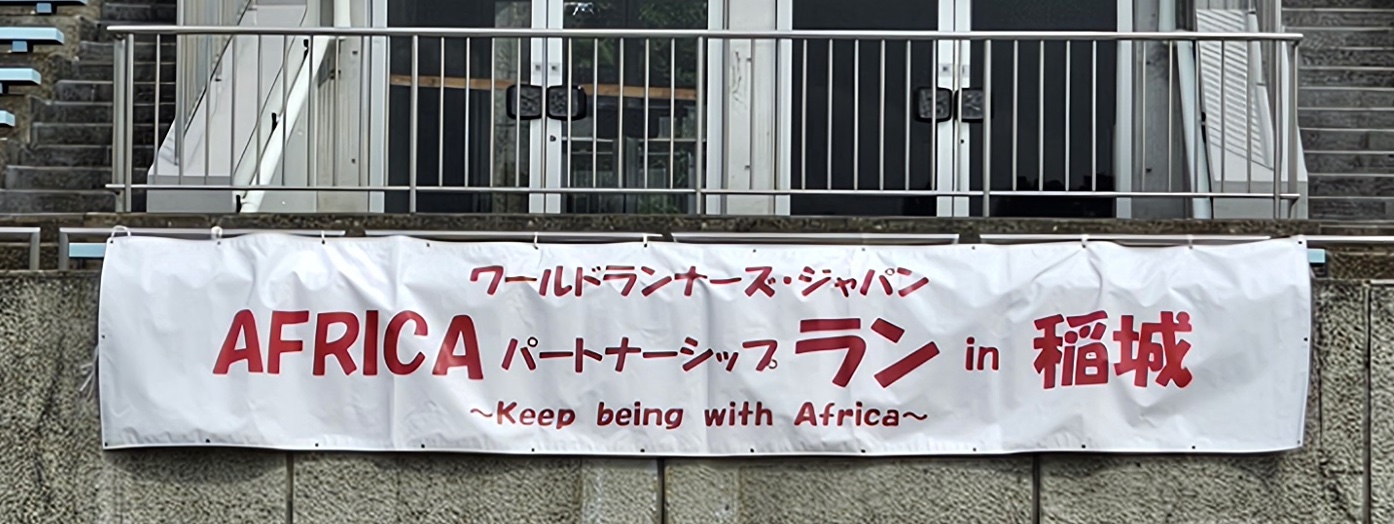 ワールドランナーズ・ジャパン
AFRICA パートナーシップ ラン in 稲城
～Keep being with Africa～